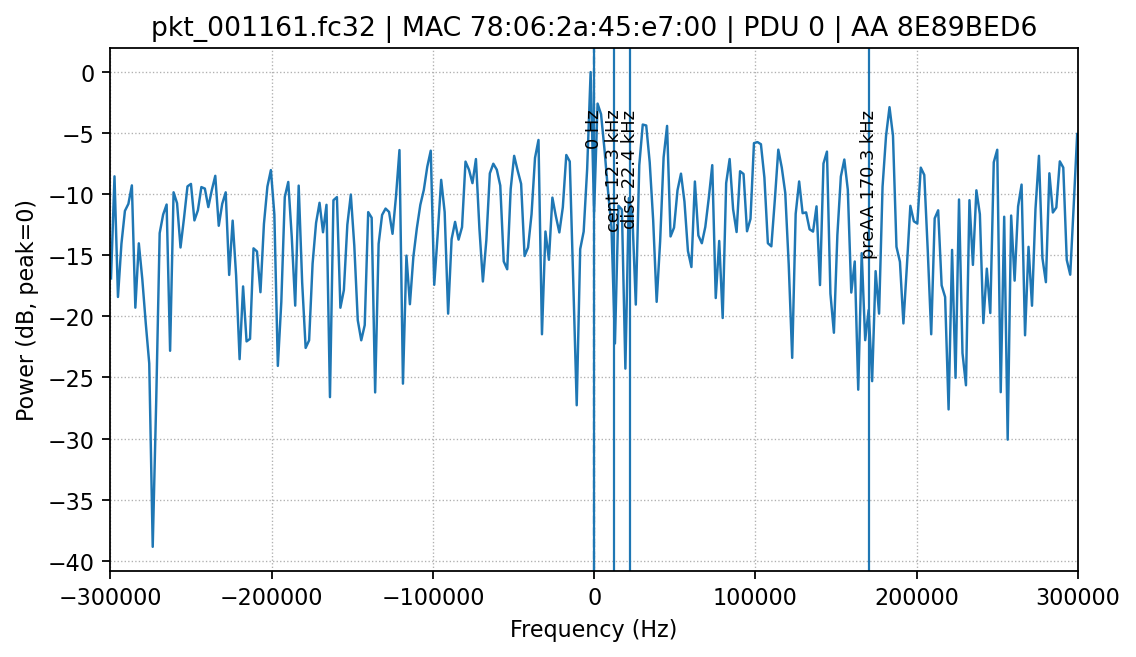 pkt_001161.fc32 | MAC 78:06:2a:45:e7:00 | PDU 0 | AA 8E89BED6
0
−5
−10
−15
−20
−25
−30
−35
−40
Power (dB, peak=0)
0 Hz
cent 12.3 kHz
disc 22.4 kHz
preAA 170.3 kHz
−300000
−200000
−100000
0
100000
200000
300000
Frequency (Hz)